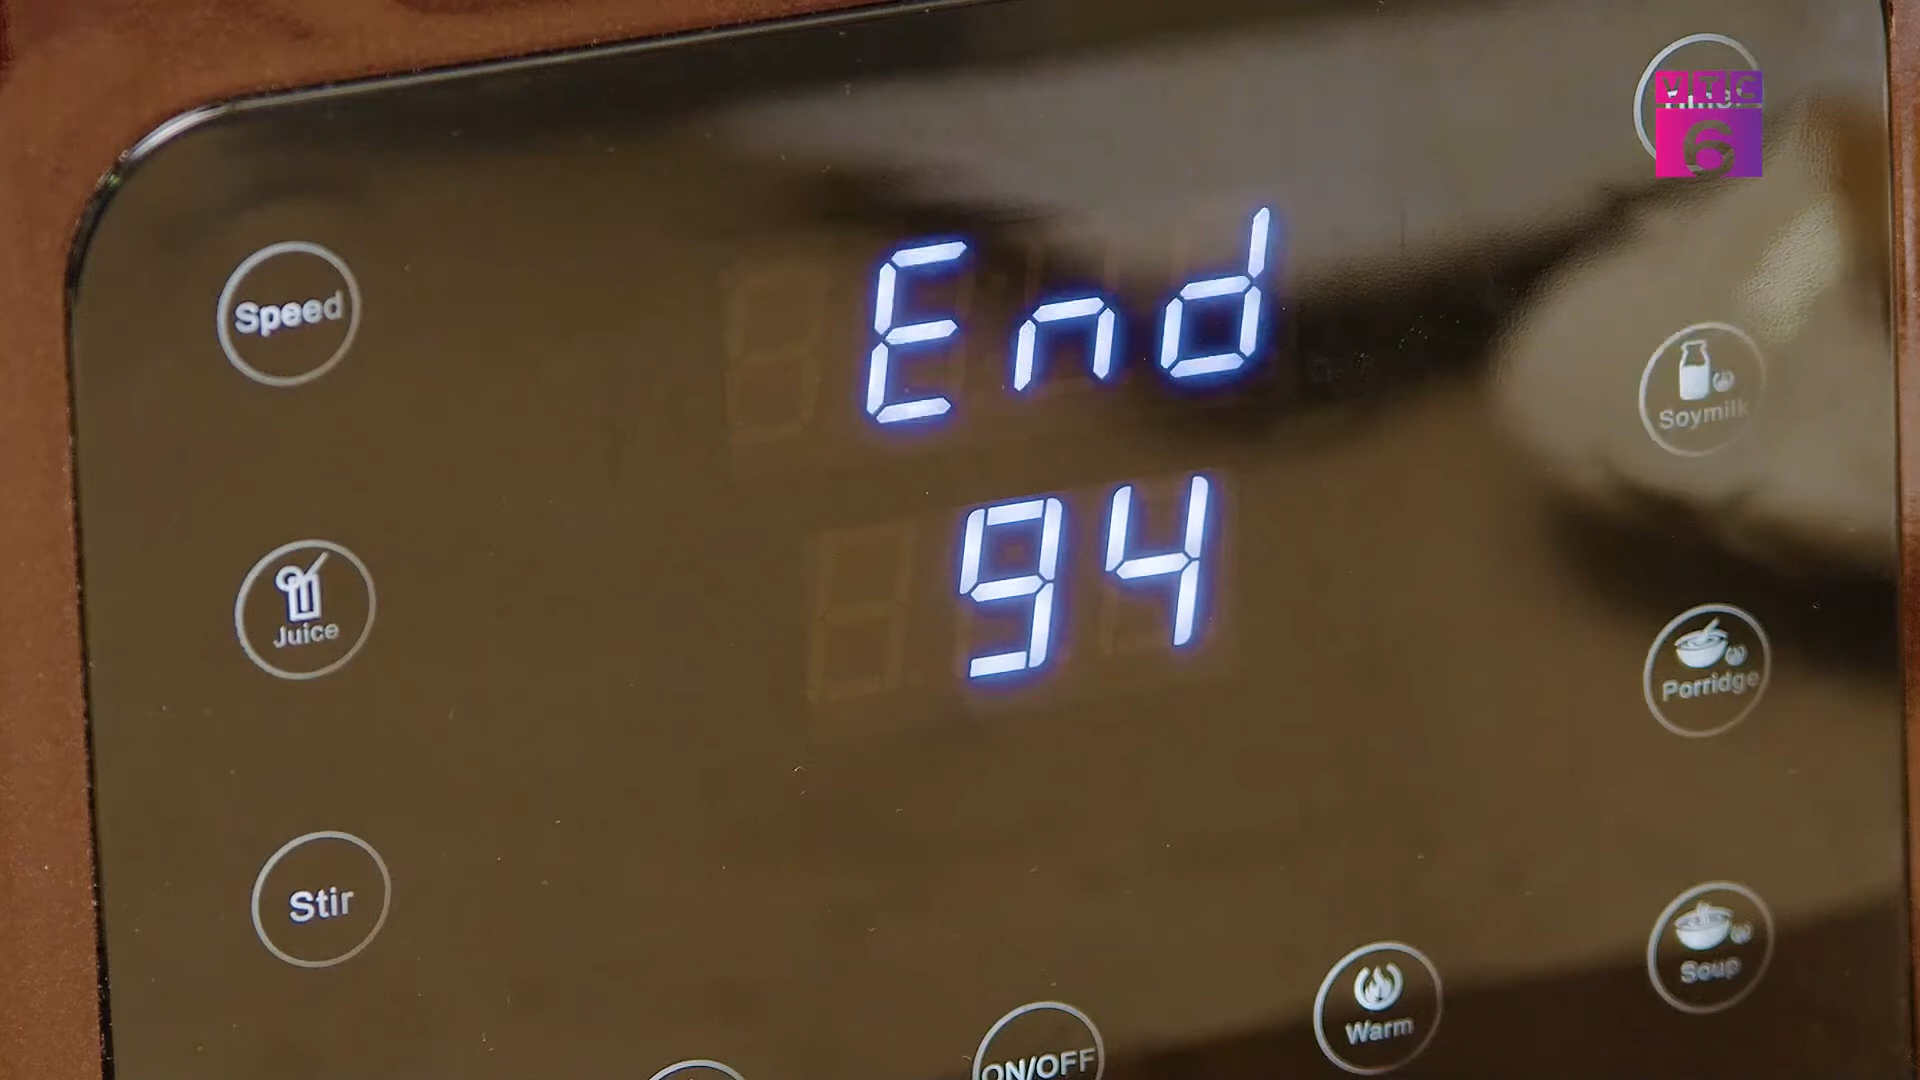 VTC
6
End
Speed
Soymilk
94
Juice
Porridge
Stir
Soup
Warm
ON/OFF